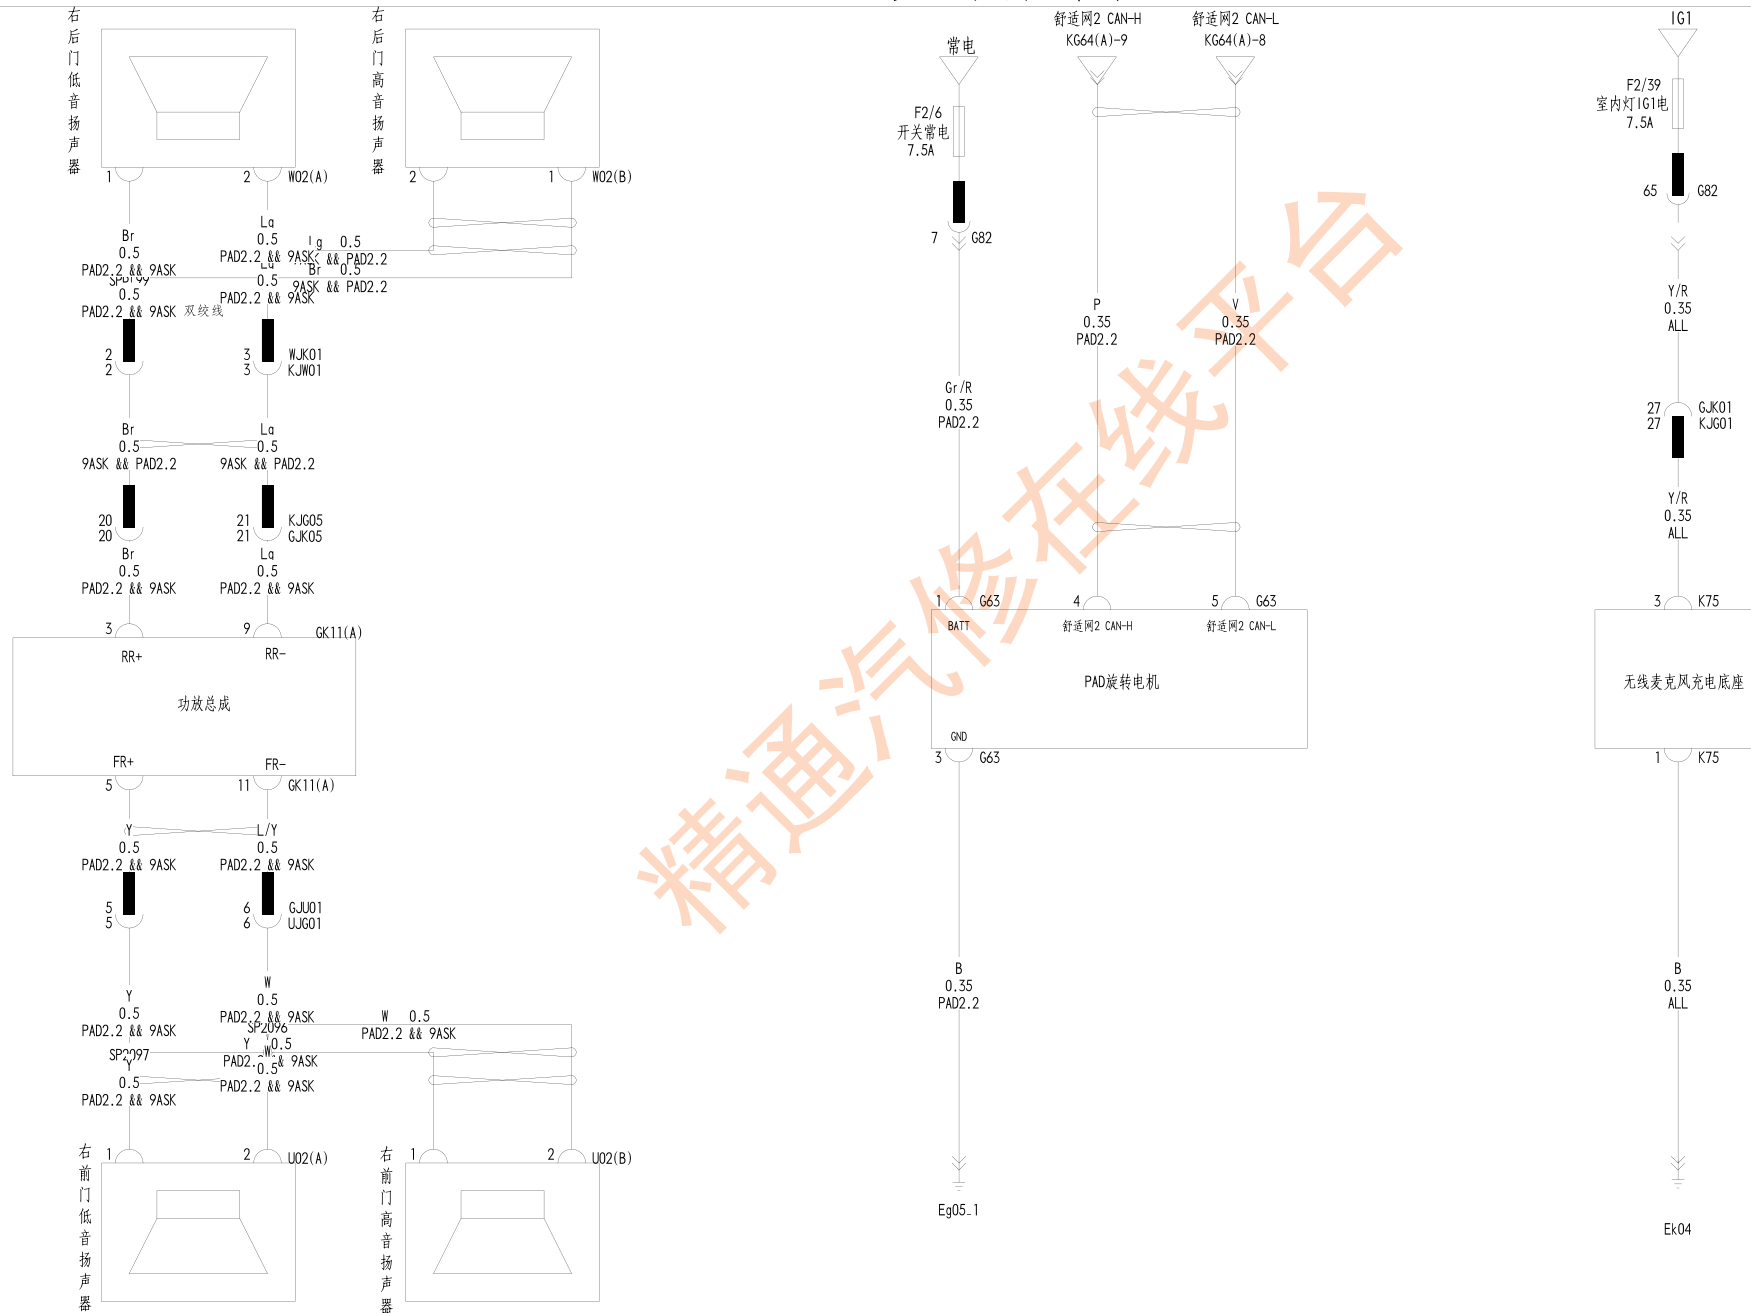 右后门低音扬声器
1
2
W02(A)
右后门高音扬声器
2
1
W02(B)
Br
0.5
PAD2.2 && 9ASK
0.5
PAD2.2 && 9ASK
双绞线
Lg
0.5
PAD2.2 && 9ASK
0.5
PAD2.2 && 9ASK
Lg 0.5
&& PAD2.2
Br 0.5
9ASK && PAD2.2
2
3
WJK01
2
3
KJW01
Br
0.5
9ASK && PAD2.2
Lg
0.5
9ASK && PAD2.2
20
21
KJG05
20
21
GJK05
Br
0.5
PAD2.2 && 9ASK
Lg
0.5
PAD2.2 && 9ASK
3
9
GK11(A)
RR+
RR-
功放总成
FR+
FR-
5
11
GK11(A)
Y
0.5
PAD2.2 && 9ASK
L/Y
0.5
PAD2.2 && 9ASK
5
6
GJU01
5
6
UJG01
Y
0.5
PAD2.2 && 9ASK
W
0.5
PAD2.2 && 9ASK
SP2096
W 0.5
PAD2.2 && 9ASK
SP2097
Y 0.5
PAD2.2 && 9ASK
Y
0.5
PAD2.2 && 9ASK
W
0.5
PAD2.2 && 9ASK
右前门低音扬声器
1
2
U02(A)
右前门高音扬声器
1
2
U02(B)
常电
F2/6
开关常电
7.5A
7
G82
Gr/R
0.35
PAD2.2
舒适网2 CAN-H
KG64(A)-9
舒适网2 CAN-L
KG64(A)-8
P
0.35
PAD2.2
V
0.35
PAD2.2
1
G63
4
5
G63
BATT
舒适网2 CAN-H
舒适网2 CAN-L
PAD旋转电机
GND
3
G63
B
0.35
PAD2.2
Eg05_1
IG1
F2/39
室内灯IG1电
7.5A
65
G82
Y/R
0.35
ALL
27
GJK01
27
KJG01
Y/R
0.35
ALL
3
K75
无线麦克风充电底座
1
K75
B
0.35
ALL
Ek04
精通汽修在线平台